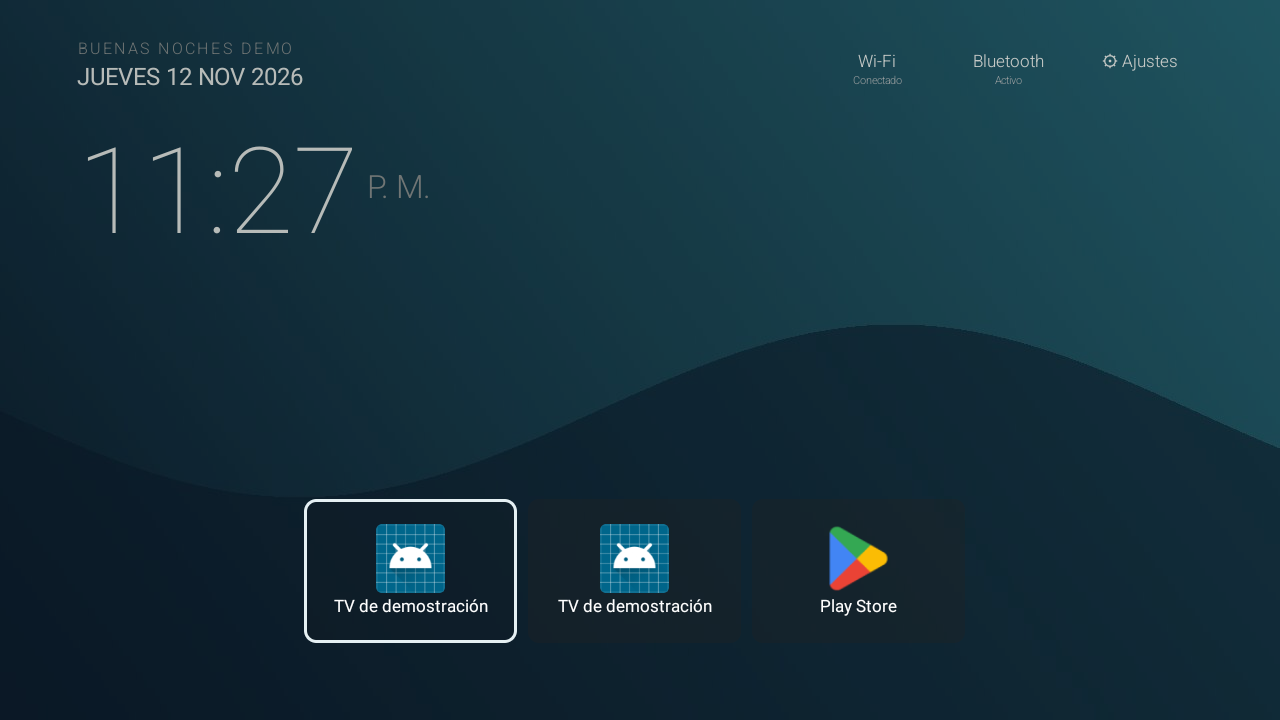 BUENAS NOCHES DEMO
JUEVES 12 NOV 2026
11:27 P. M.
Wi-Fi
Conectado
Bluetooth
Activo
Ajustes
TV de demostración
TV de demostración
Play Store